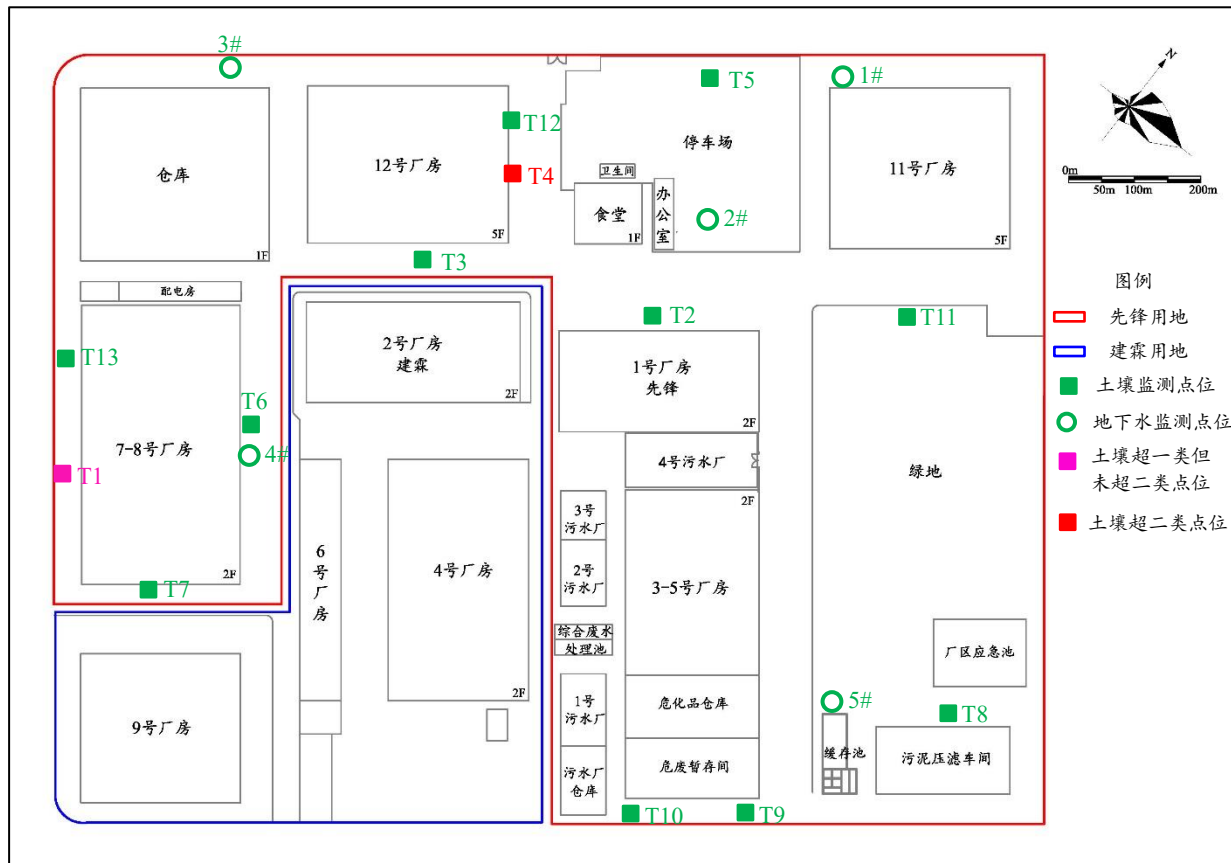 3#
T5
1#
N
T12
停车场
0m
50m 100m 200m
仓库
12号厂房
T4
卫生间
11号厂房
食堂
办
公
室
2#
1F
5F
1F
5F
T3
图例
配电房
T2
T11
先锋用地
2号厂房
建霖
2F
1号厂房
先锋
2F
建霖用地
T13
土壤监测点位
T6
4#
地下水监测点位
7-8号厂房
T1
4号污水厂
绿地
土壤超一类但
未超二类点位
2F
3号
污水厂
土壤超二类点位
6
号
厂
房
4号厂房
2号
污水厂
3-5号厂房
2F
T7
综合废水
处理池
厂区应急池
9号厂房
2F
1号
污水厂
危化品仓库
5#
T8
缓存池
污泥压滤车间
污水厂
仓库
危废暂存间
T10
T9